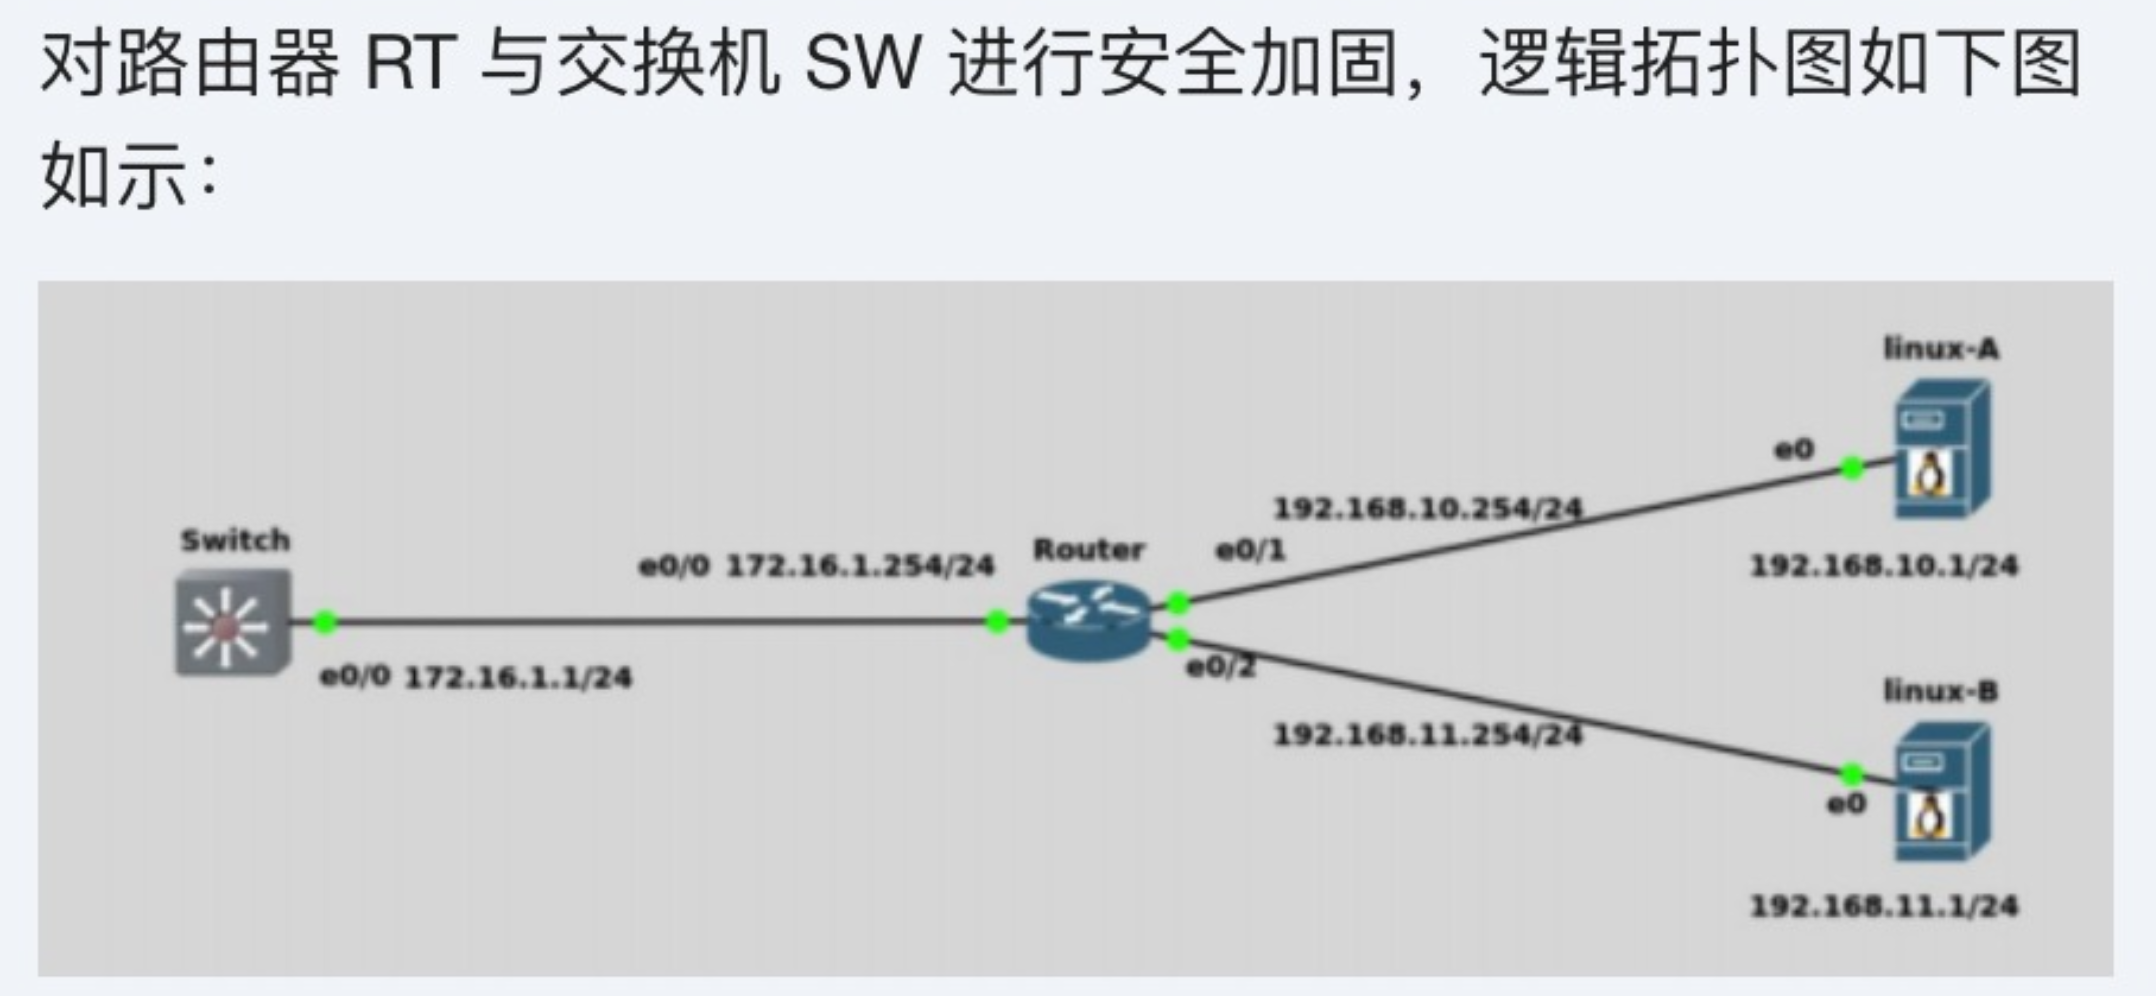 对路由器 RT 与交换机 SW 进行安全加固，逻辑拓扑图如下图
如示：
linux-A
e0
192.168.10.254/24
Switch
Router
e0/1
e0/0 172.16.1.254/24
192.168.10.1/24
e0/0 172.16.1.1/24
e0/2
linux-B
192.168.11.254/24
e0
192.168.11.1/24